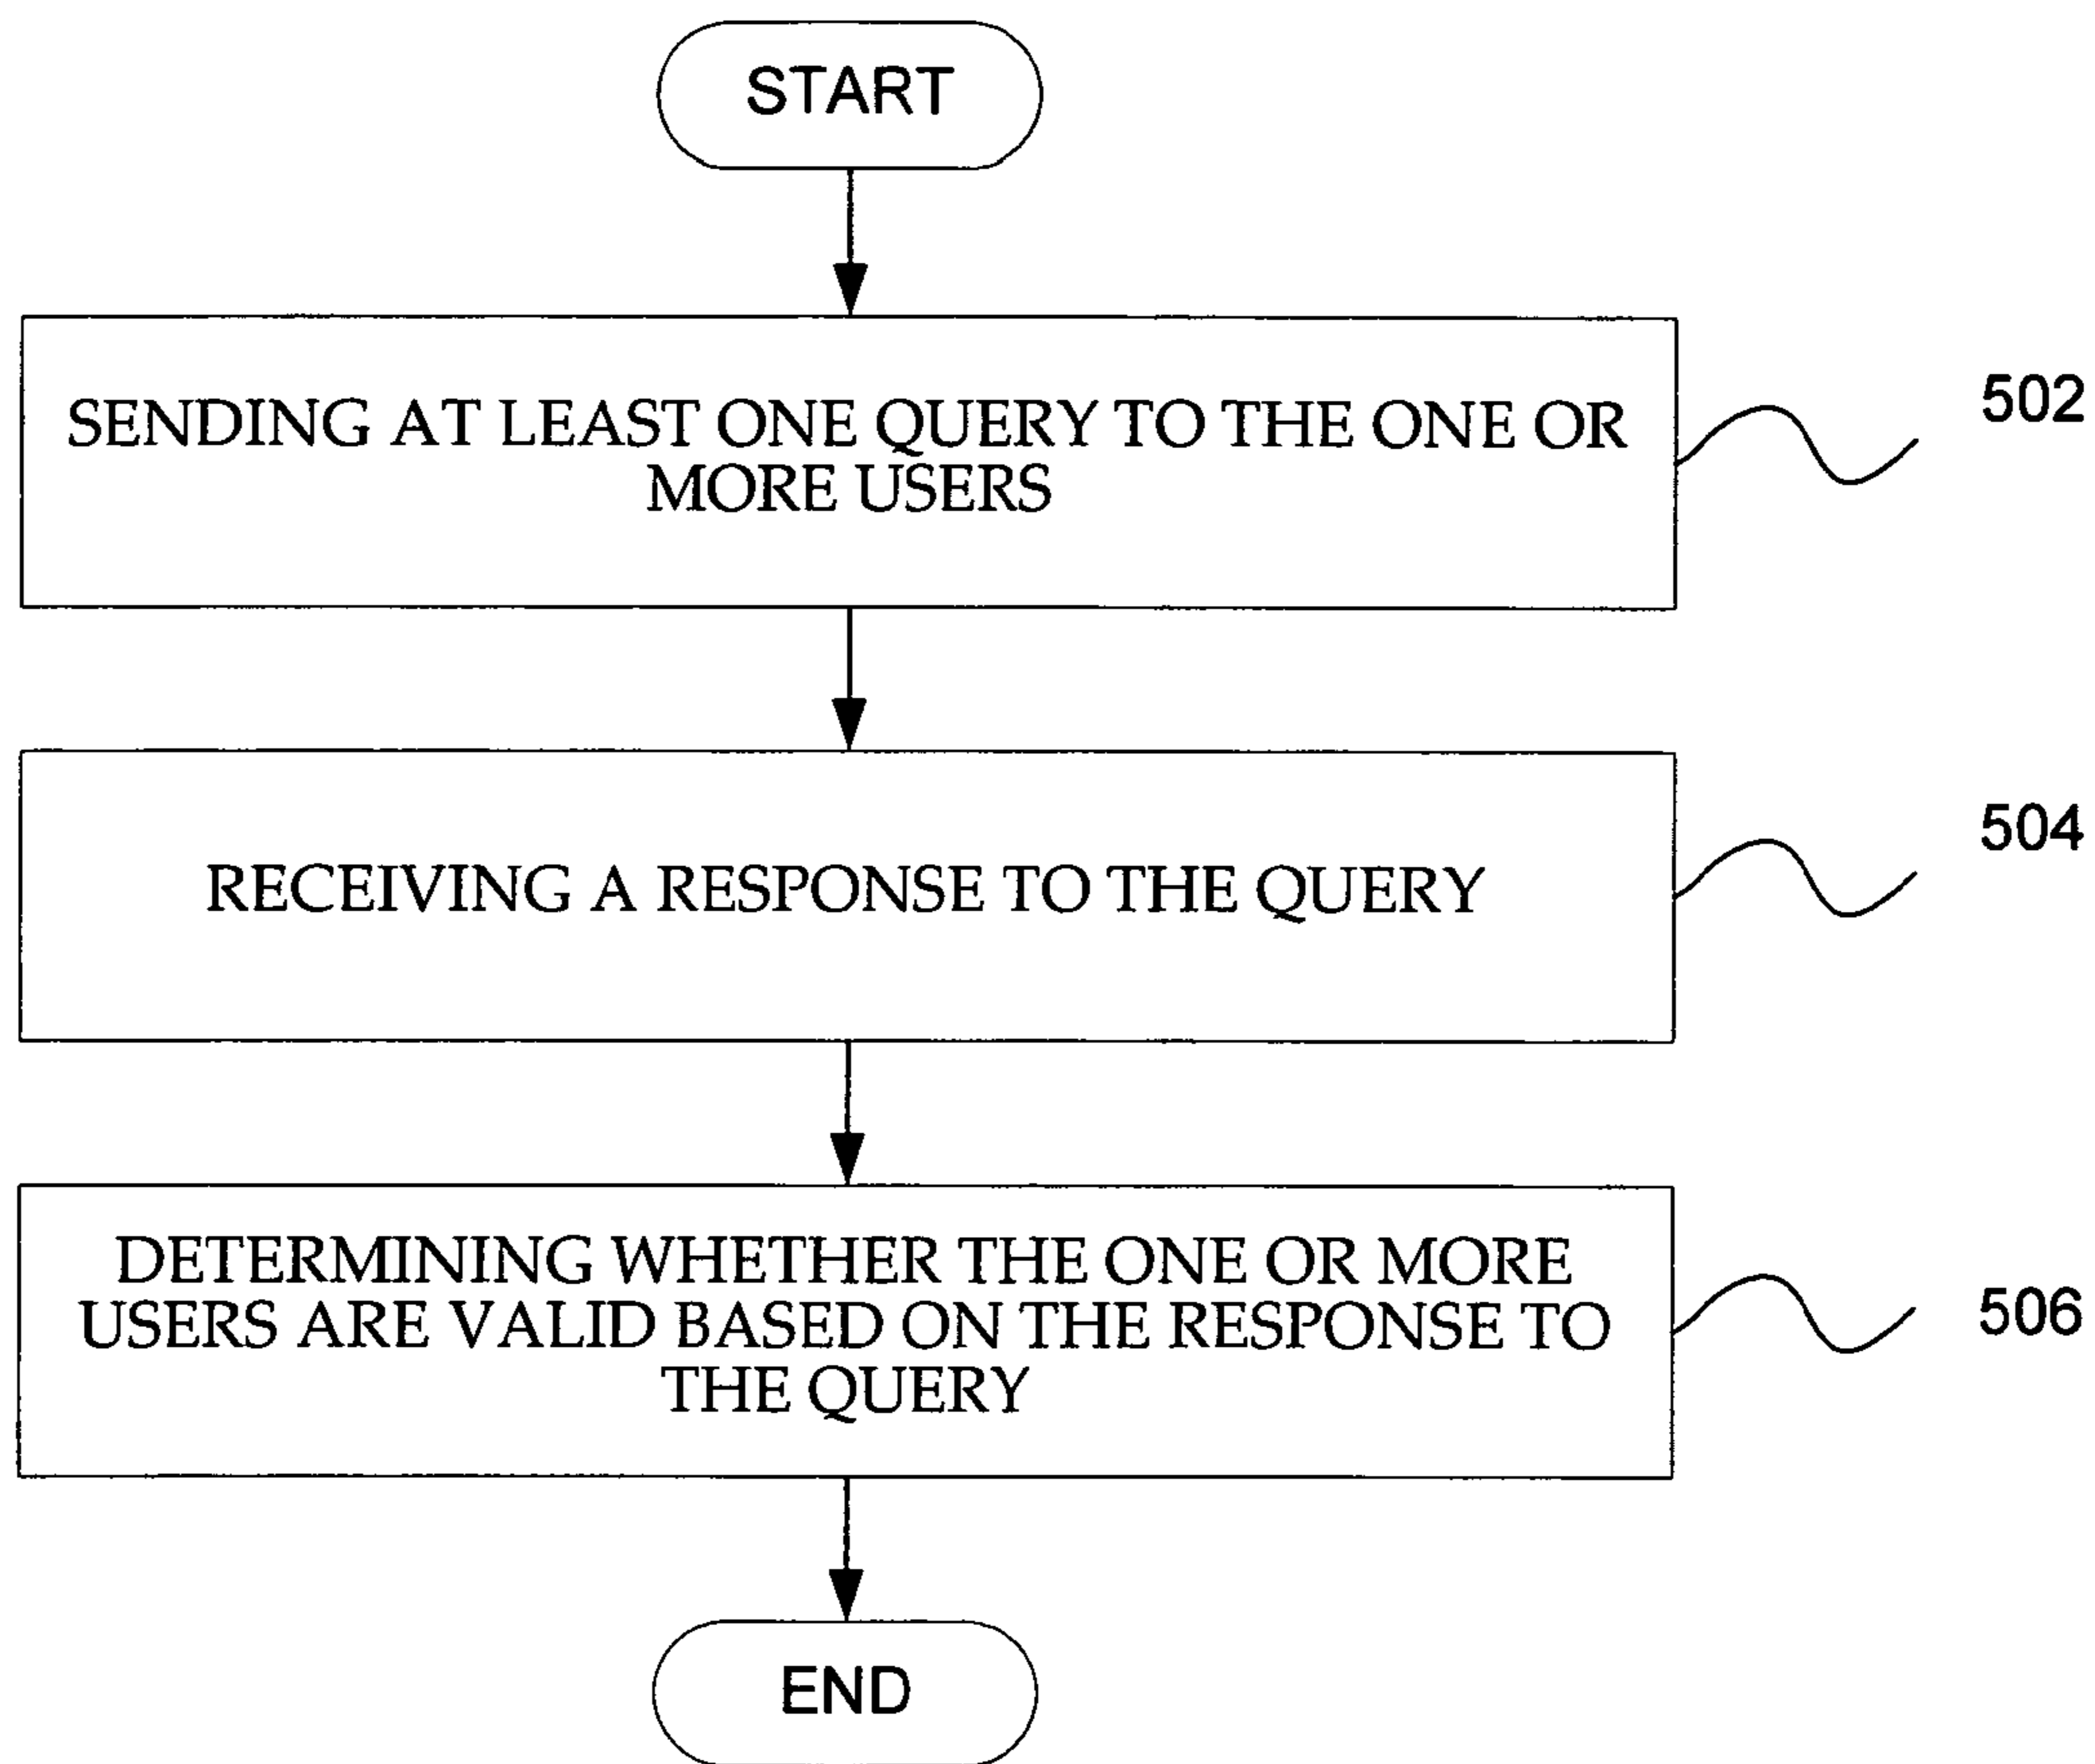 START
SENDING AT LEAST ONE QUERY TO THE ONE OR
MORE USERS
502
RECEIVING A RESPONSE TO THE QUERY
504
DETERMINING WHETHER THE ONE OR MORE
USERS ARE VALID BASED ON THE RESPONSE TO
THE QUERY
506
END